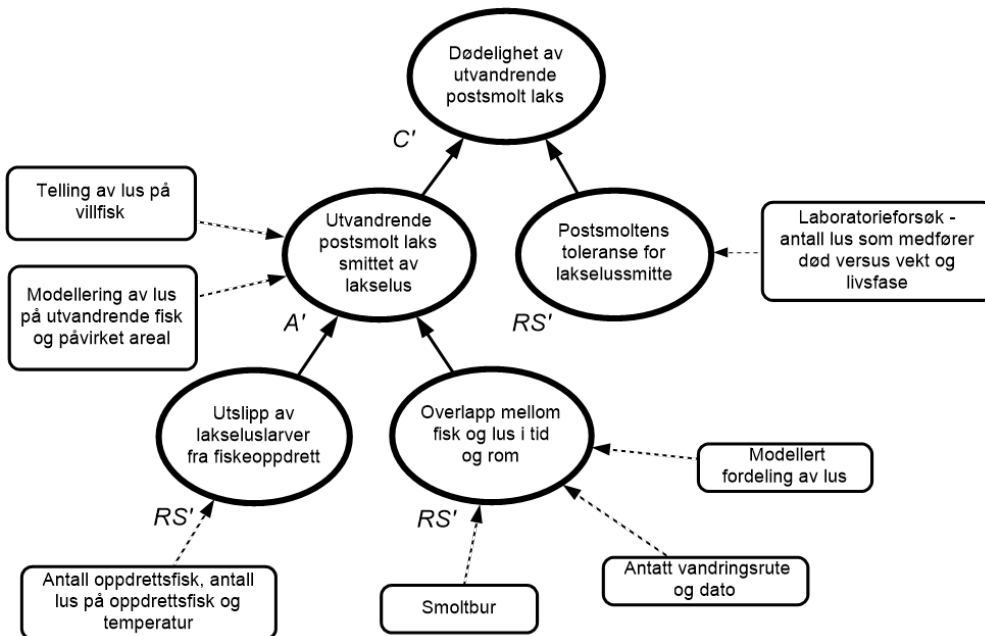 Dødelighet av
utvandrende
postsmolt laks
C'
Telling av lus på
villfisk
Utvandrende
postsmolt laks
smittet av
lakselus
Postsmoltens
toleranse for
lakselussmitte
Laboratorieforsøk -
antall lus som medfører
død versus vekt og
livsfase
Modellering av lus
på utvandrende fisk
og påvirket areal
A'
RS'
Utslipp av
lakseluslarver
fra fiskeoppdrett
Overlapp mellom
fisk og lus i tid
og rom
Modellert
fordeling av lus
RS'
RS'
Antall oppdrettsfisk, antall
lus på oppdrettsfisk og
temperatur
Smoltbur
Antatt vandringsrute
og dato